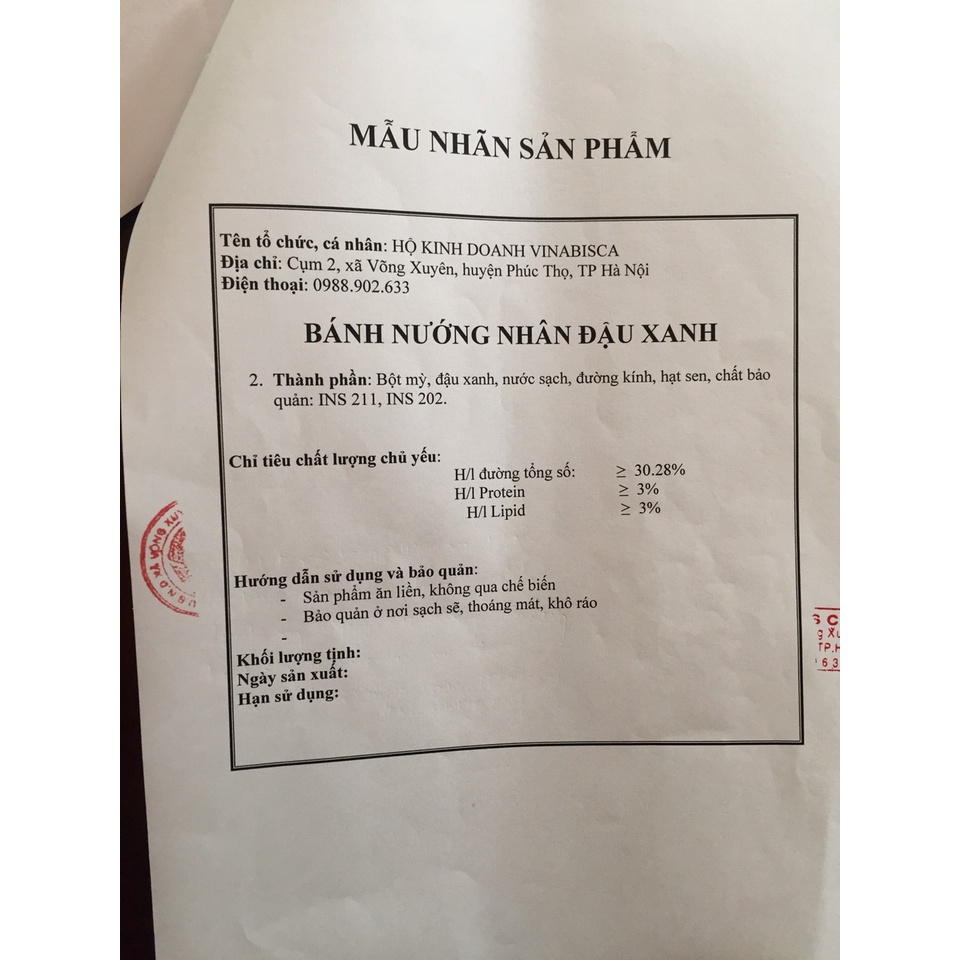 MẪU NHÃN SẢN PHẨM
Tên tổ chức, cá nhân: HỘ KINH DOANH VINABISCA
Địa chỉ: Cụm 2, xã Võng Xuyên, huyện Phúc Thọ, TP Hà Nội
Điện thoại: 0988.902.633
BÁNH NƯỚNG NHÂN ĐẬU XANH
2. Thành phần: Bột mỳ, đậu xanh, nước sạch, đường kính, hạt sen, chất bảo
quản: INS 211, INS 202.
Chỉ tiêu chất lượng chủ yếu:
H/l đường tổng số: ≥ 30.28%
H/l Protein ≥ 3%
H/l Lipid ≥ 3%
Hướng dẫn sử dụng và bảo quản:
- Sản phẩm ăn liền, không qua chế biến
- Bảo quản ở nơi sạch sẽ, thoáng mát, khô ráo
-
Khối lượng tịnh:
Ngày sản xuất:
Hạn sử dụng: